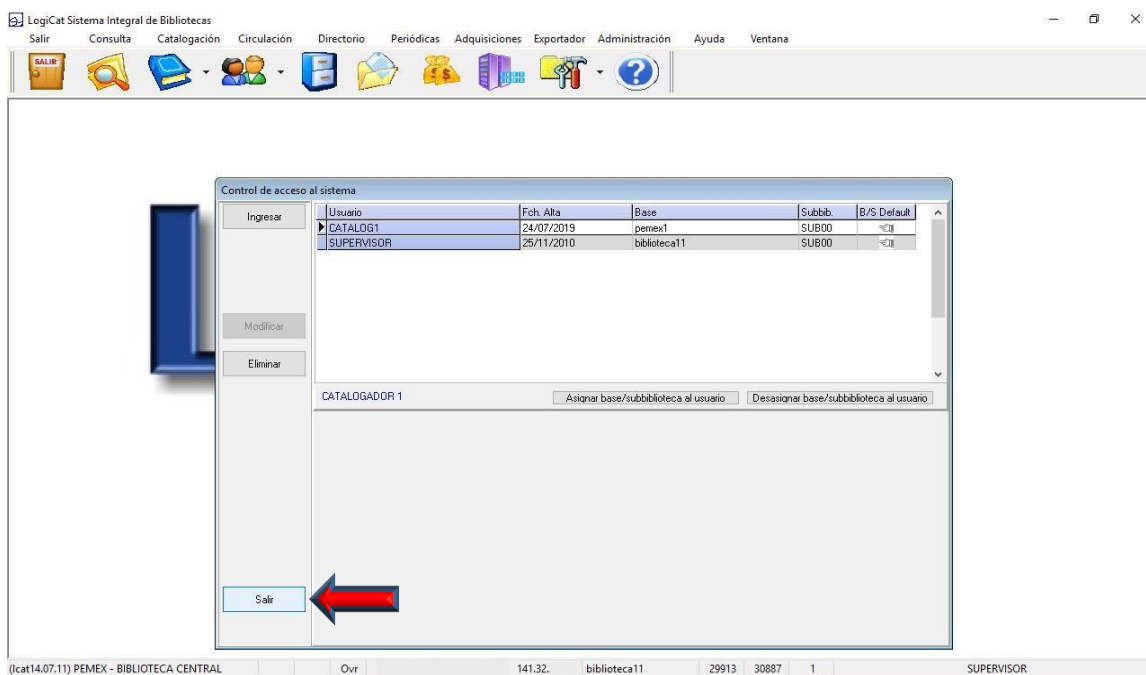 LogiCat Sistema Integral de Bibliotecas
Salir Consulta Catalogación Circulación Directorio Periódicas Adquisiciones Exportador Administración Ayuda Ventana
SALIR
Control de acceso al sistema
Ingresar
Usuario Fch. Alta Base Subbib. B/S Default
CATALOG1 24/07/2019 pemex1 SUB00
SUPERVISOR 25/11/2010 biblioteca11 SUB00
Modificar
Eliminar
CATALOGADOR 1 Asignar base/subbiblioteca al usuario Desasignar base/subbiblioteca al usuario
Salir
(lcat14.07.11) PEMEX - BIBLIOTECA CENTRAL Ovr 141.32. biblioteca11 29913 30887 1 SUPERVISOR